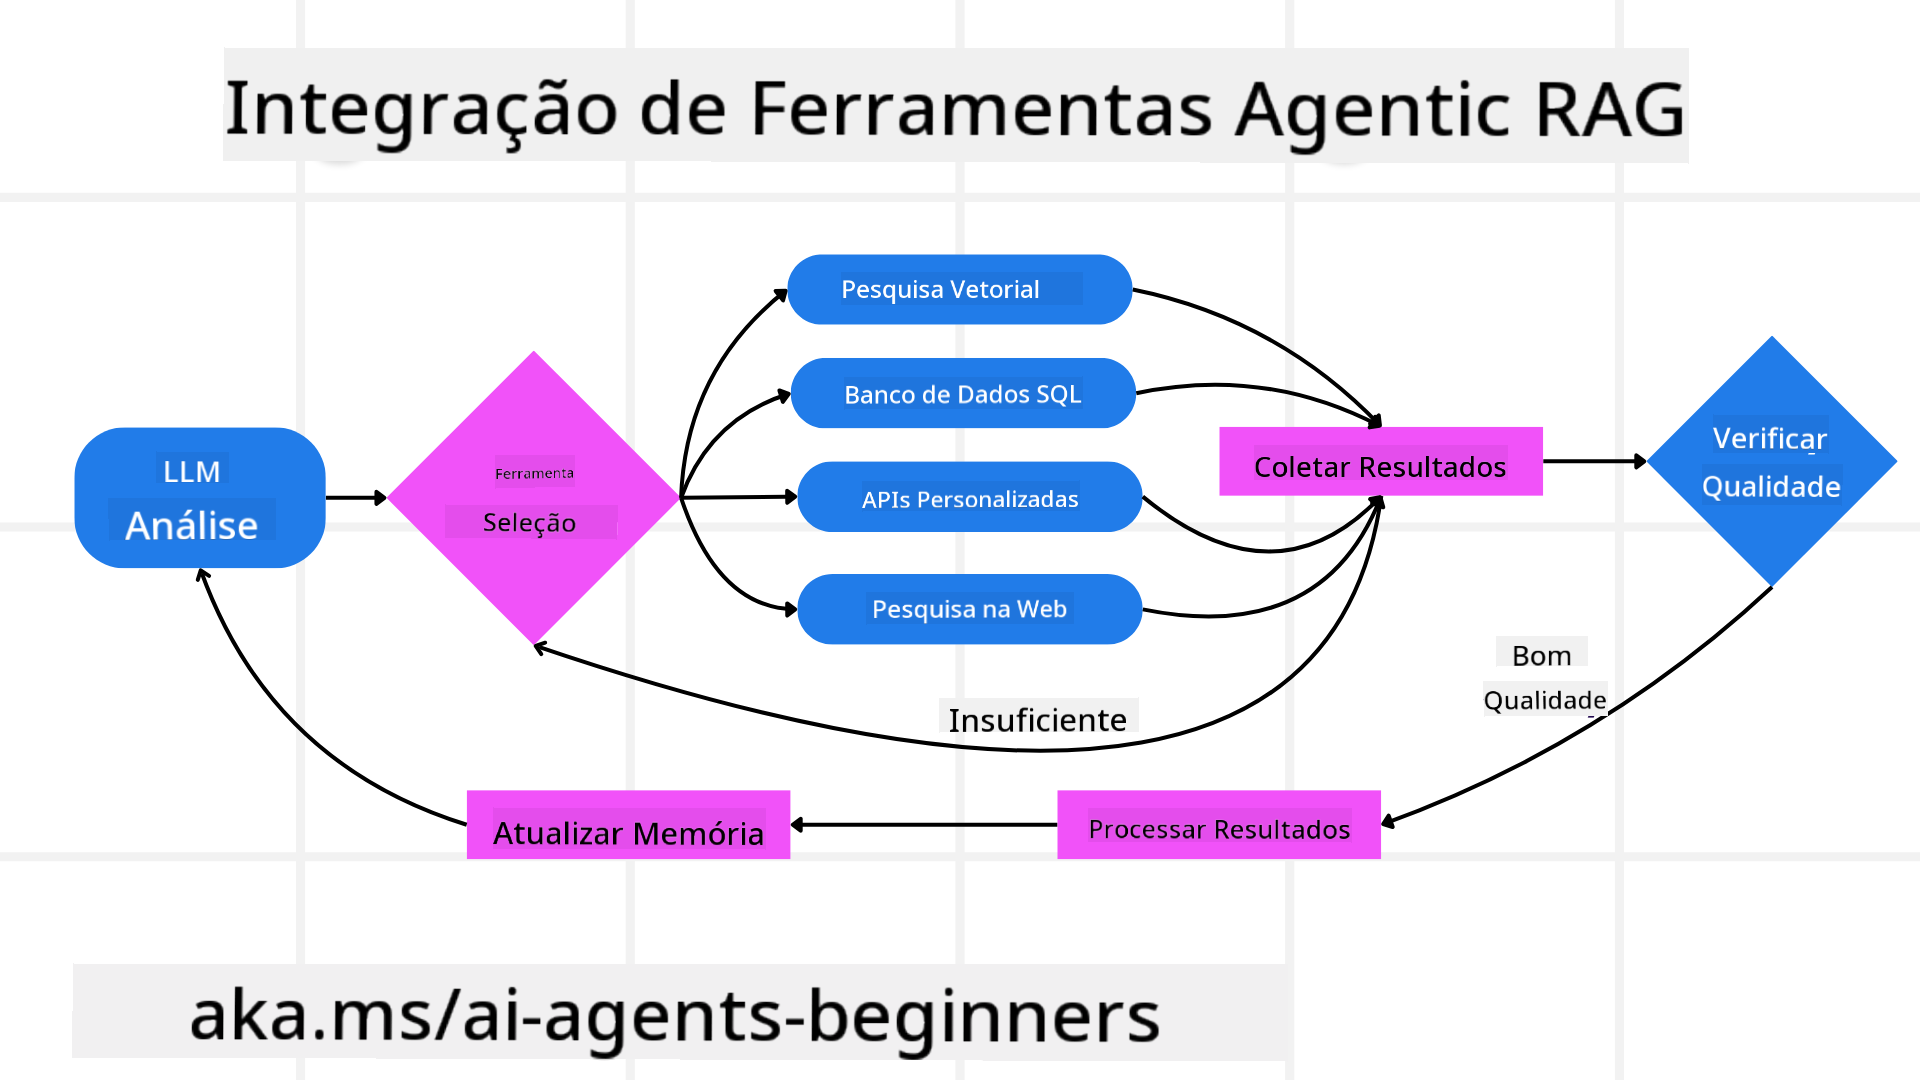 Integração de Ferramentas Agentic RAG
Pesquisa Vetorial
Banco de Dados SQL
LLM
Análise
Ferramenta
Seleção
APIs Personalizadas
Pesquisa na Web
Coletar Resultados
Verificar
Qualidade
Bom
Qualidade
Insuficiente
Atualizar Memória
Processar Resultados
aka.ms/ai-agents-beginners